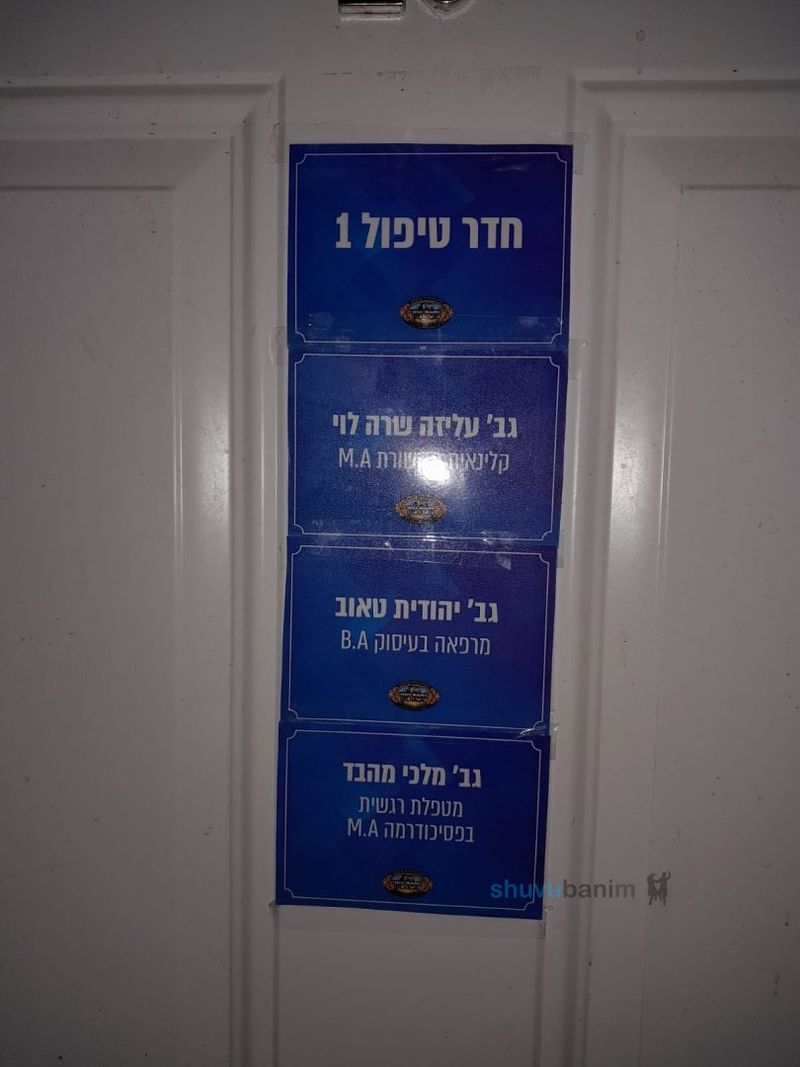 חדר טיפול 1
גב' עליזה שרה לוי
קלינאית תקשורת M.A
גב' יהודית טאוב
מרפאה בעיסוק B.A
גב' מלכי מהבד
מטפלת רגשית
בפסיכודרמה M.A
shuvubanim